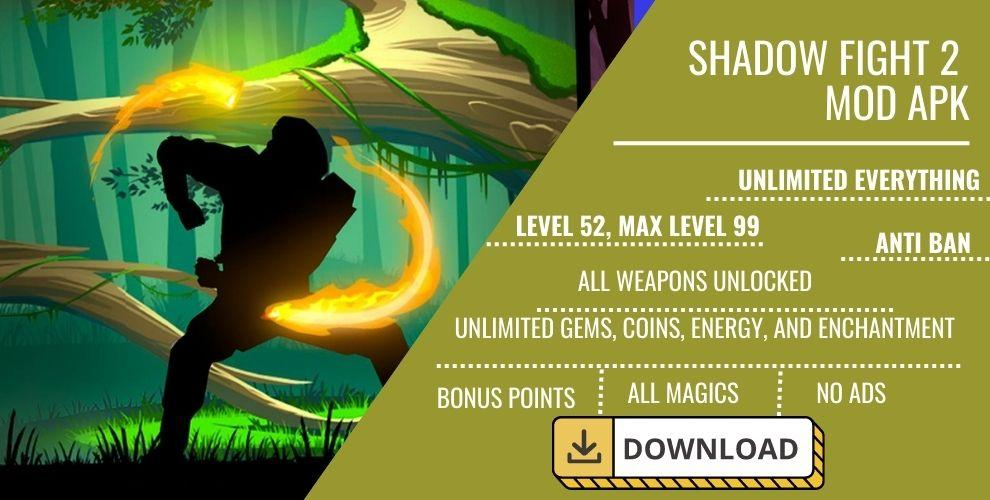 SHADOW FIGHT 2
MOD APK
UNLIMITED EVERYTHING
LEVEL 52, MAX LEVEL 99
ANTI BAN
ALL WEAPONS UNLOCKED
UNLIMITED GEMS, COINS, ENERGY, AND ENCHANTMENT
BONUS POINTS
ALL MAGICS
NO ADS
DOWNLOAD